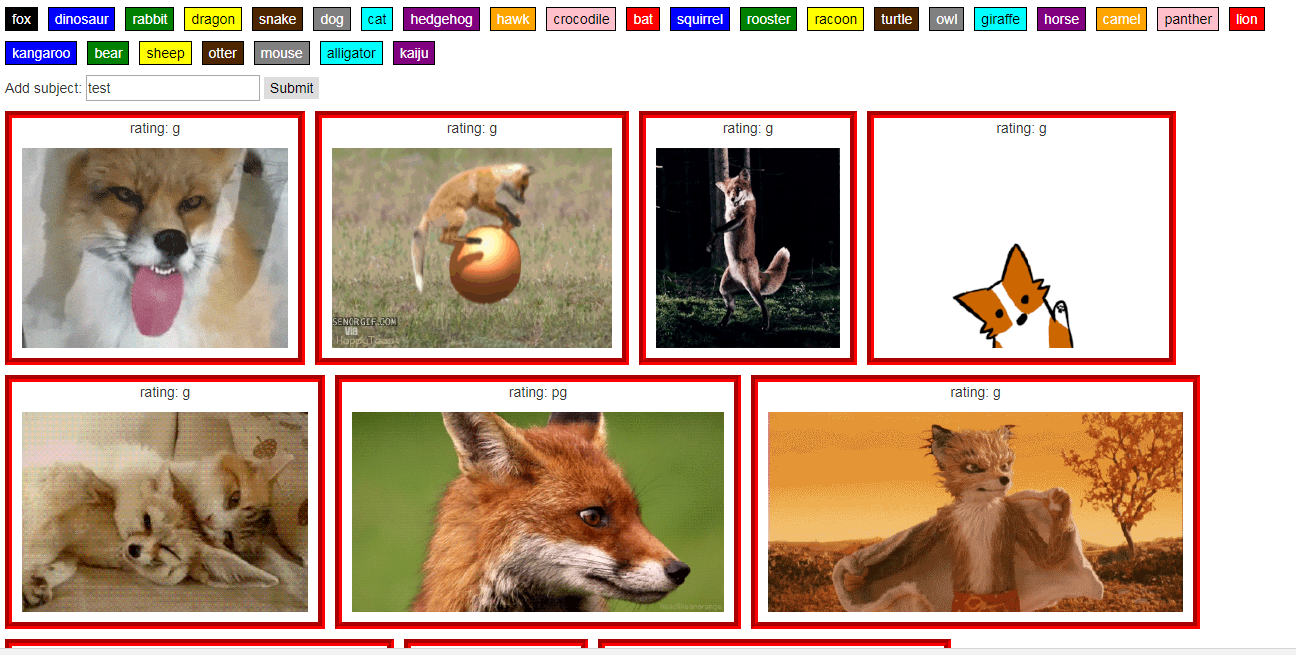 fox dinosaur rabbit dragon snake dog cat hedgehog hawk crocodile bat squirrel rooster racoon turtle owl giraffe horse camel panther lion
kangaroo bear sheep otter mouse alligator kaiju
Add subject: test Submit
rating: g rating: g rating: g rating: g
SENORGIF.COM
VIA
rating: g rating: pg rating: g